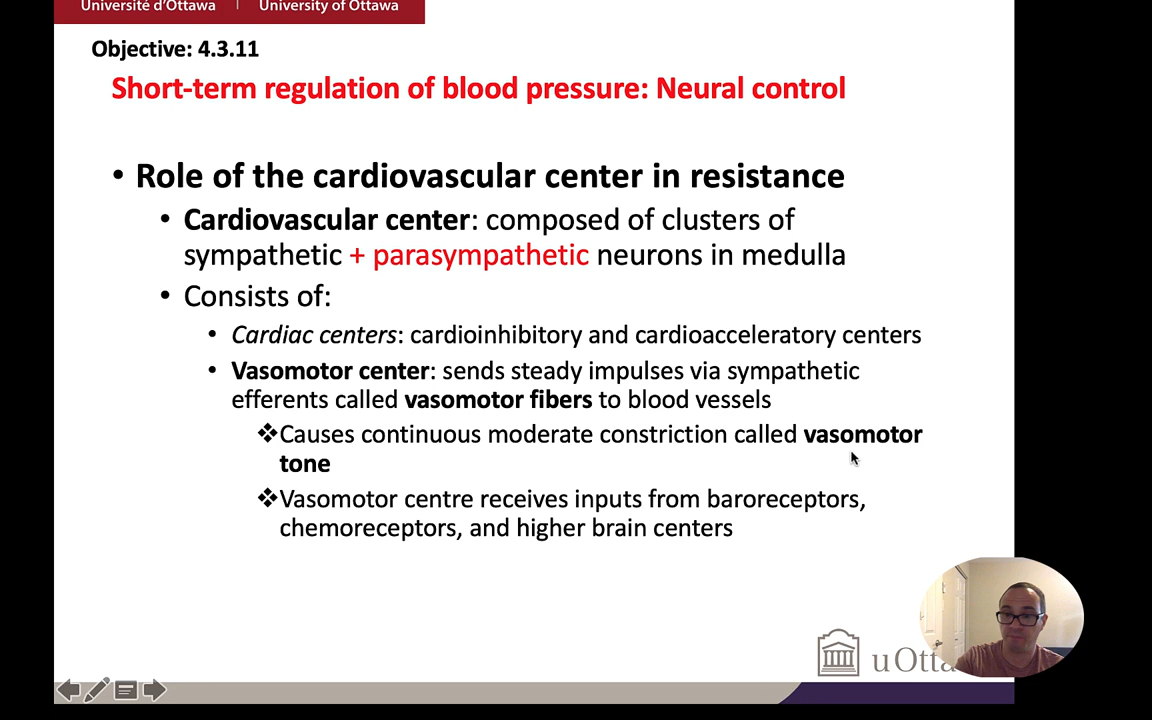 Université d'Ottawa | University of Ottawa
Objective: 4.3.11
Short-term regulation of blood pressure: Neural control
• Role of the cardiovascular center in resistance
• Cardiovascular center: composed of clusters of
sympathetic + parasympathetic neurons in medulla
• Consists of:
• Cardiac centers: cardioinhibitory and cardioacceleratory centers
• Vasomotor center: sends steady impulses via sympathetic
efferents called vasomotor fibers to blood vessels
❖Causes continuous moderate constriction called vasomotor
tone
❖Vasomotor centre receives inputs from baroreceptors,
chemoreceptors, and higher brain centers